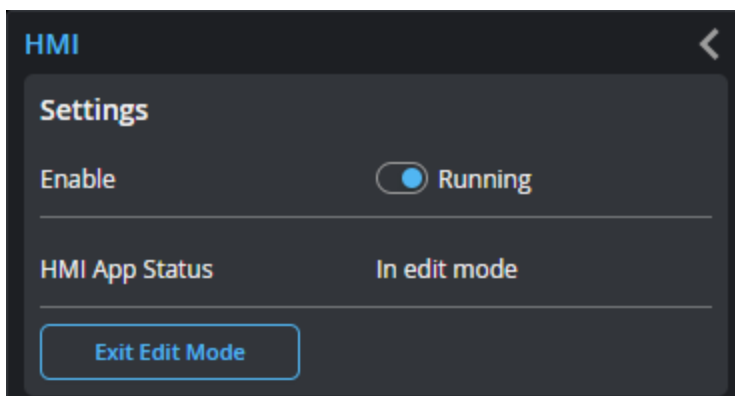 HMI
Settings
Enable Running
HMI App Status In edit mode
Exit Edit Mode